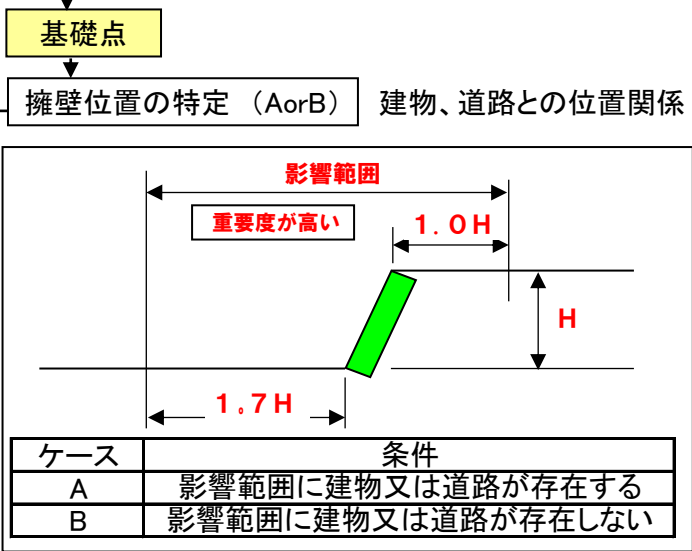 基礎点
擁壁位置の特定 (AorB) 建物、道路との位置関係
影響範囲
重要度が高い
1.0H
H
1。7H
ケース 条件
A 影響範囲に建物又は道路が存在する
B 影響範囲に建物又は道路が存在しない